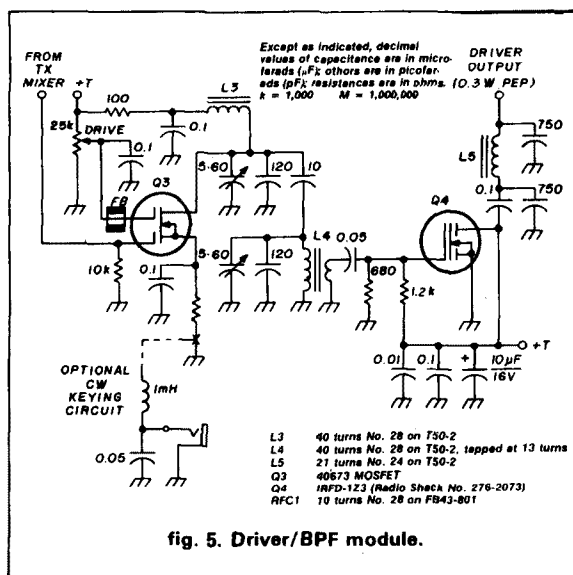 FROM
TX
MIXER
+T
100
L3
Except as indicated, decimal
values of capacitance are in micro-
farads (μF); others are in picofar-
ads (pF); resistances are in ohms.
k = 1,000 M = 1,000,000
DRIVER
OUTPUT
(0.3 W PEP)
25k
DRIVE
0.1
0.1
5-60
120
10
750
L5
0.1
750
FB
Q3
Q4
5-60
120
L4
0.05
10k
0.1
680
1.2k
+T
0.01
0.1
+
10μF
16V
OPTIONAL
CW
KEYING
CIRCUIT
1mH
0.05
L3 40 turns No. 28 on T50-2
L4 40 turns No. 28 on T50-2, tapped at 13 turns
L5 21 turns No. 24 on T50-2
Q3 40673 MOSFET
Q4 IRFD-1Z3 (Radio Shack No. 276-2073)
RFC1 10 turns No. 28 on FB43-801
fig. 5. Driver/BPF module.